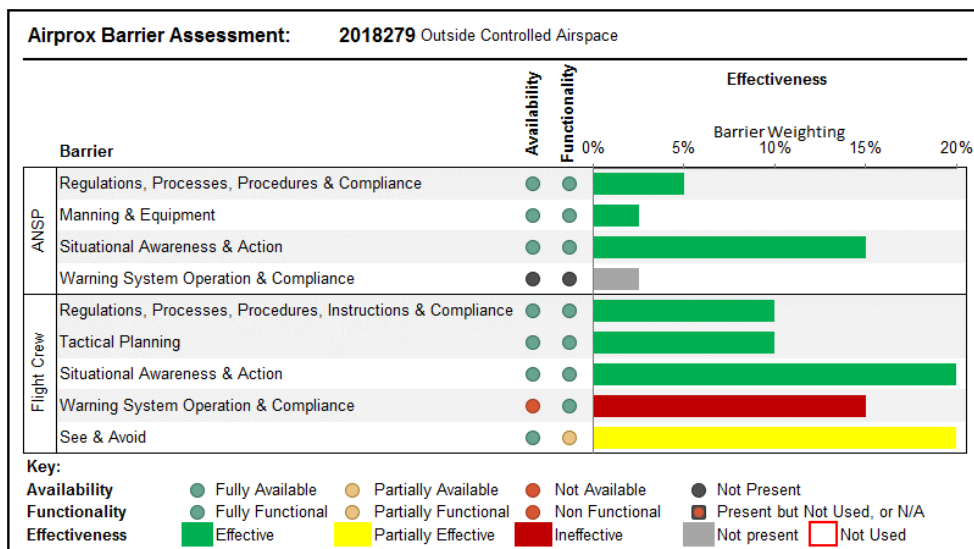 Airprox Barrier Assessment: 2018279 Outside Controlled Airspace
Availability
Functionality
Effectiveness
Barrier Weighting
Barrier
0% 5% 10% 15% 20%
ANSP
Regulations, Processes, Procedures & Compliance
Manning & Equipment
Situational Awareness & Action
Warning System Operation & Compliance
Flight Crew
Regulations, Processes, Procedures, Instructions & Compliance
Tactical Planning
Situational Awareness & Action
Warning System Operation & Compliance
See & Avoid
Key:
Availability Fully Available Partially Available Not Available Not Present
Functionality Fully Functional Partially Functional Non Functional Present but Not Used, or N/A
Effectiveness Effective Partially Effective Ineffective Not present Not Used